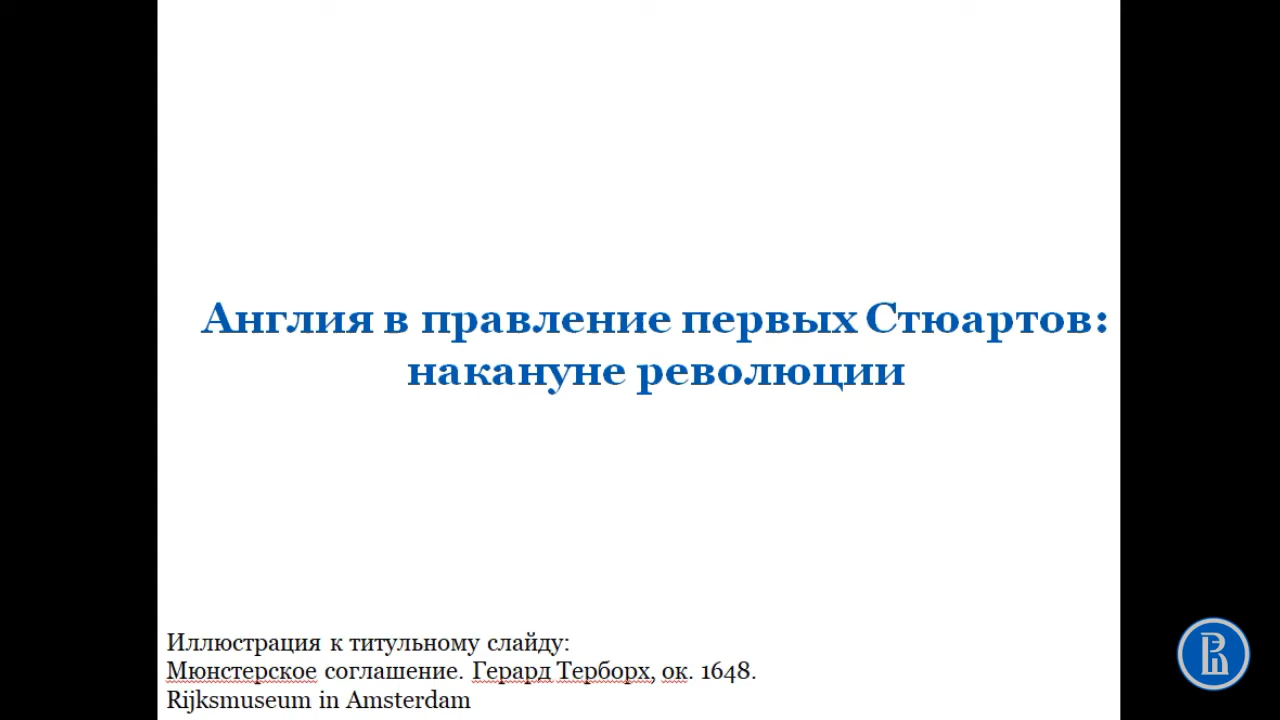 Англия в правление первых Стюартов:
накануне революции
Иллюстрация к титульному слайду:
Мюнстерское соглашение. Герард Терборх, ок. 1648.
Rijksmuseum in Amsterdam